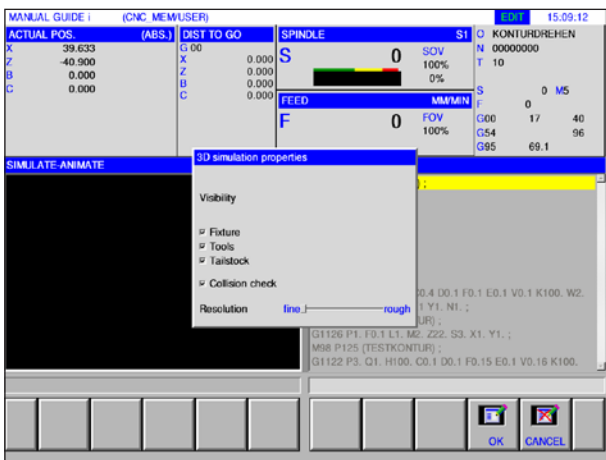 MANUAL GUIDE i (CNC_MEM/USER) EDIT 15:09:12
ACTUAL POS. (ABS.) DIST TO GO SPINDLE S1 O KONTURDREHEN
X 39.633 G 00 N 00000000
Z -40.900 X 0.000 S 0 SOV T 10
B 0.000 Z 0.000 100%
C 0.000 B 0.000 0%
C 0.000 S 0 M5
FEED MM/MIN F 0
F 0 FOV G00 17 40
100% G54 96
G95 69.1
SIMULATE-ANIMATE
3D simulation properties
) ;
Visibility
Fixture
Tools
Tailstock
Collision check
C0.4 D0.1 F0.1 E0.1 V0.1 K100. W2.
Resolution fine rough 1 Y1. N1. ;
UR) ;
G1126 P1. F0.1 L1. M2. Z22. S3. X1. Y1. ;
M98 P125 (TESTKONTUR) ;
G1122 P3. Q1. H100. C0.1 D0.1 F0.15 E0.1 V0.16 K100.
OK CANCEL